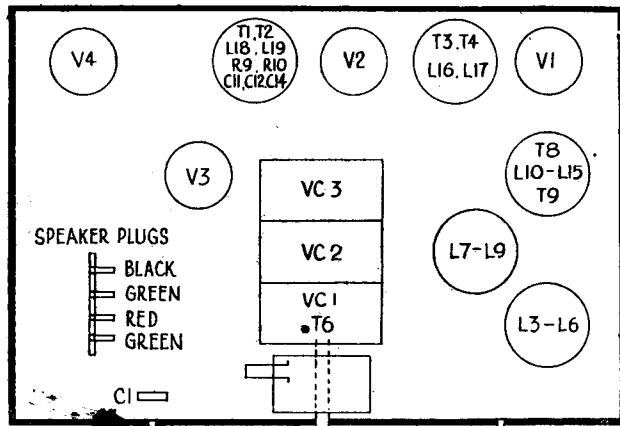 V4
T1,T2
L18, L19
R9, R10
C11,C12,C14
V2
T3,T4
L16,L17
V1
V3
VC 3
VC 2
VC 1
T6
T8
L10-L15
T9
L7-L9
L3-L6
SPEAKER PLUGS
BLACK
GREEN
RED
GREEN
C1